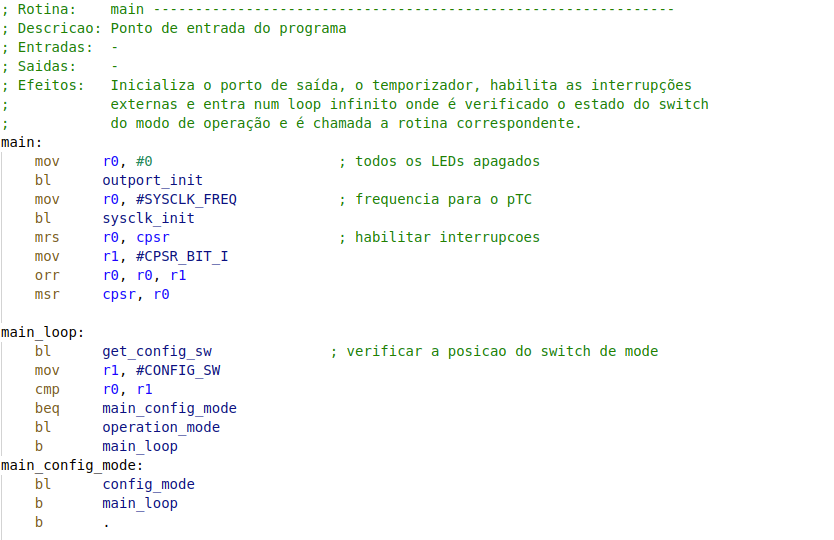 ; Rotina:    main --------------------------------------------------------------
; Descricao: Ponto de entrada do programa
; Entradas:  -
; Saidas:    -
; Efeitos:   Inicializa o porto de saída, o temporizador, habilita as interrupções
;            externas e entra num loop infinito onde é verificado o estado do switch
;            do modo de operação e é chamada a rotina correspondente.
main:
    mov     r0, #0                      ; todos os LEDs apagados
    bl      outport_init
    mov     r0, #SYSCLK_FREQ            ; frequencia para o pTC
    bl      sysclk_init
    mrs     r0, cpsr                    ; habilitar interrupcoes
    mov     r1, #CPSR_BIT_I
    orr     r0, r0, r1
    msr     cpsr, r0

main_loop:
    bl      get_config_sw              ; verificar a posicao do switch de mode
    mov     r1, #CONFIG_SW
    cmp     r0, r1
    beq     main_config_mode
    bl      operation_mode
    b       main_loop
main_config_mode:
    bl      config_mode
    b       main_loop
    b       .